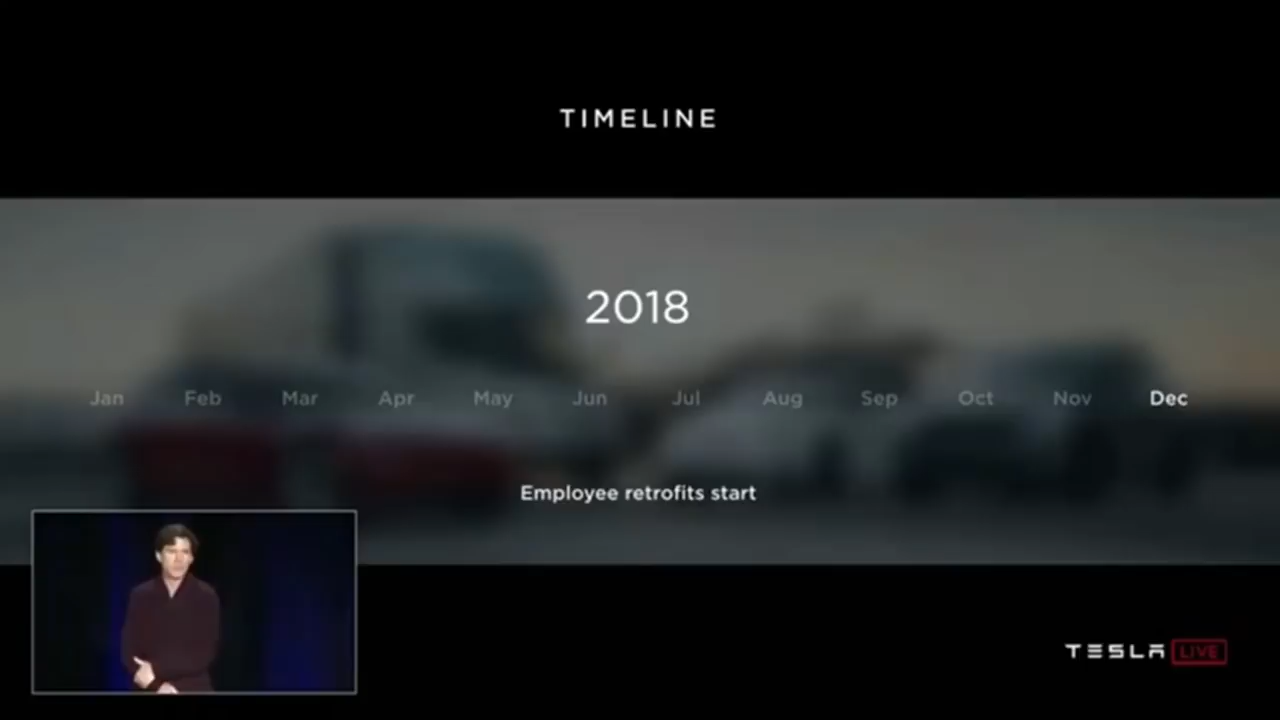 TIMELINE
2018
Jan Feb Mar Apr May Jun Jul Aug Sep Oct Nov Dec
Employee retrofits start
TESLA LIVE